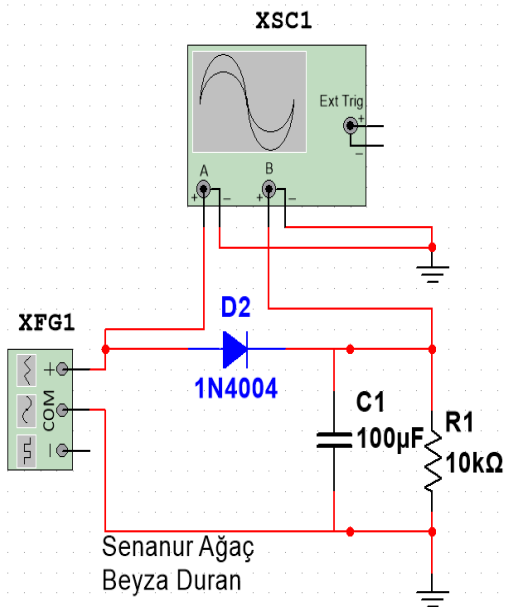 XSC1
Ext Trig
+
−
A
B
+
−
+
−
XFG1
+
COM
−
D2
1N4004
C1
100µF
R1
10kΩ
Senanur Ağaç
Beyza Duran